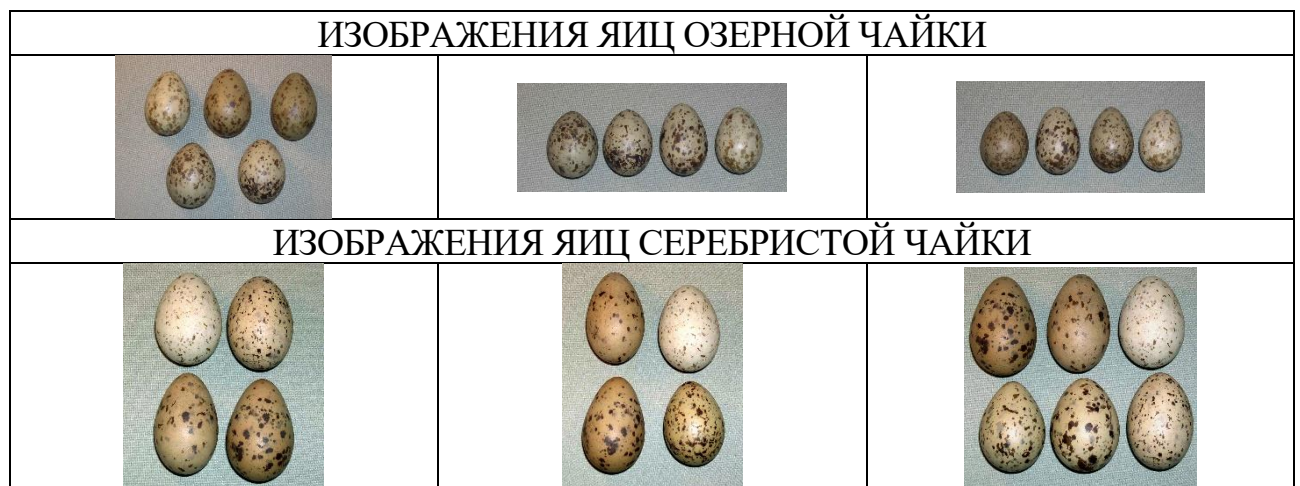 ИЗОБРАЖЕНИЯ ЯИЦ ОЗЕРНОЙ ЧАЙКИ
ИЗОБРАЖЕНИЯ ЯИЦ СЕРЕБРИСТОЙ ЧАЙКИ